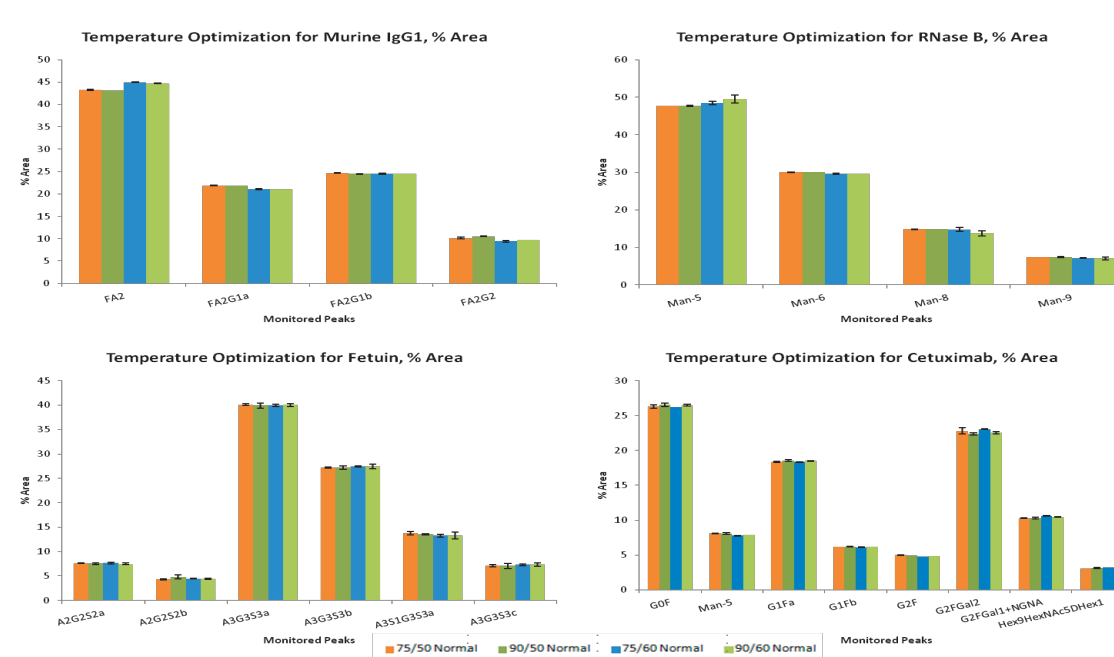 Temperature Optimization for Murine IgG1, % Area
50
45
40
35
30
25
20
15
10
5
0
% Area
FA2
FA2G1a
FA2G1b
FA2G2
Monitored Peaks
Temperature Optimization for RNase B, % Area
60
50
40
30
20
10
0
% Area
Man-5
Man-6
Man-8
Man-9
Monitored Peaks
Temperature Optimization for Fetuin, % Area
45
40
35
30
25
20
15
10
5
0
% Area
A2G2S2a
A2G2S2b
A3G3S3a
A3G3S3b
A3S1G3S3a
A3G3S3c
Monitored Peaks
Temperature Optimization for Cetuximab, % Area
30
25
20
15
10
5
0
% Area
G0F
Man-5
G1Fa
G1Fb
G2F
G2FGal2
G2FGal1+NGNA
Hex9HexNAc5DHex1
Monitored Peaks
75/50 Normal
90/50 Normal
75/60 Normal
90/60 Normal